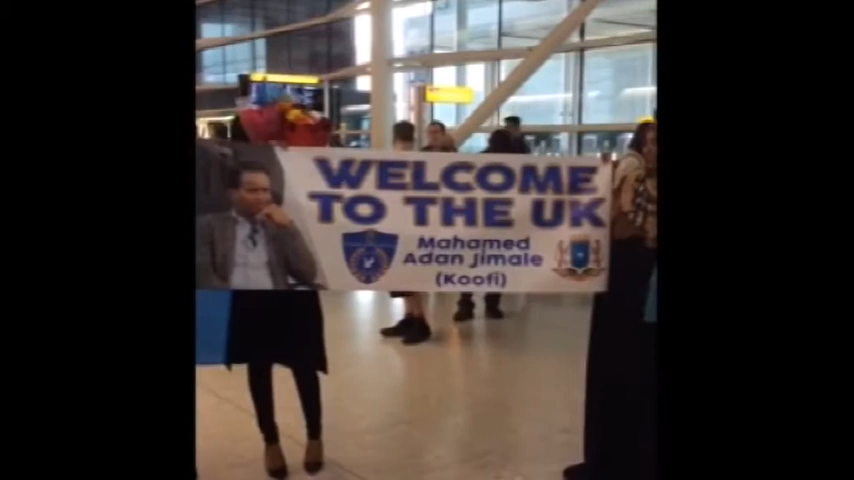 WELCOME
TO THE UK
Mahamed
Adan Jimale
(Koofi)